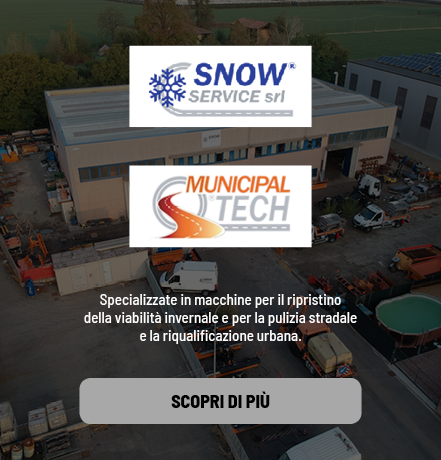 SNOW®
SERVICE srl
MUNICIPAL
®TECH
Specializzate in macchine per il ripristino
della viabilità invernale e per la pulizia stradale
e la riqualificazione urbana.
SCOPRI DI PIÙ